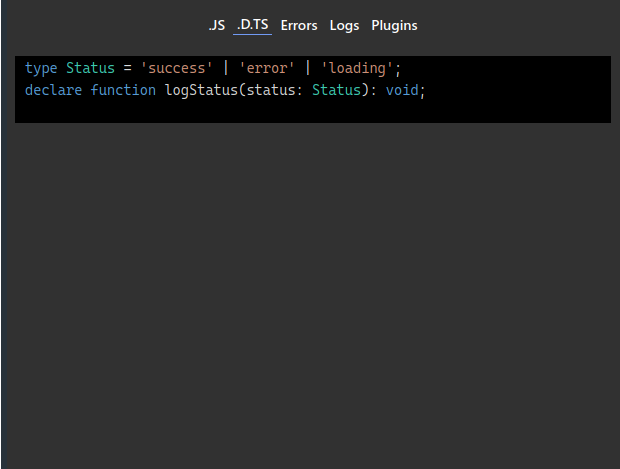 .JS .D.TS Errors Logs Plugins
type Status = 'success' | 'error' | 'loading';
declare function logStatus(status: Status): void;